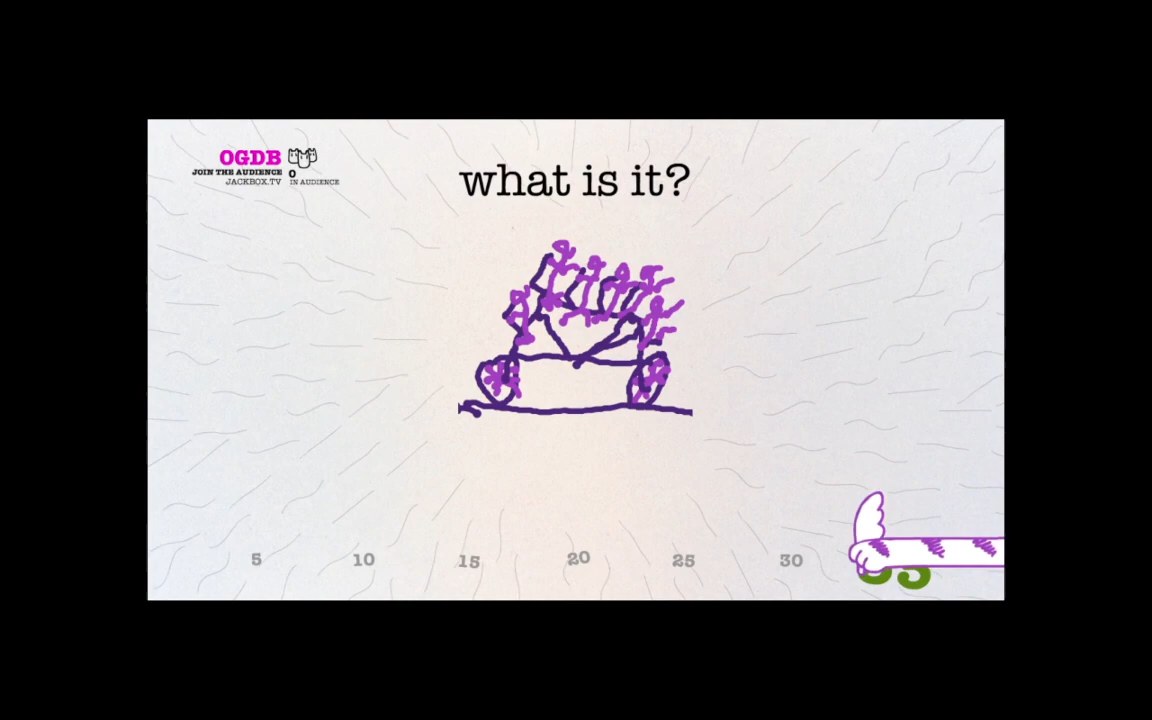 OGDB
JOIN THE AUDIENCE
JACKBOX.TV
0
IN AUDIENCE
what is it?
5
10
15
20
25
30